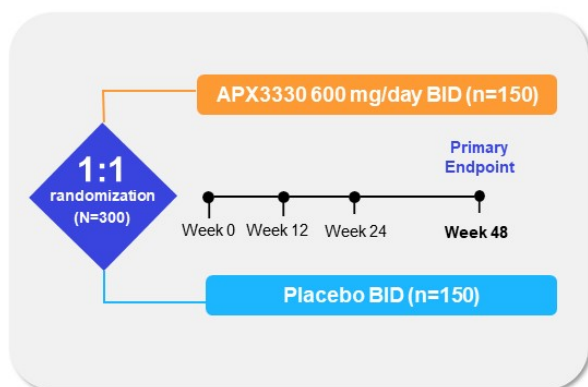 APX3330 600 mg/day BID (n=150)
1:1
randomization
(N=300)
Primary
Endpoint
Week 0
Week 12
Week 24
Week 48
Placebo BID (n=150)